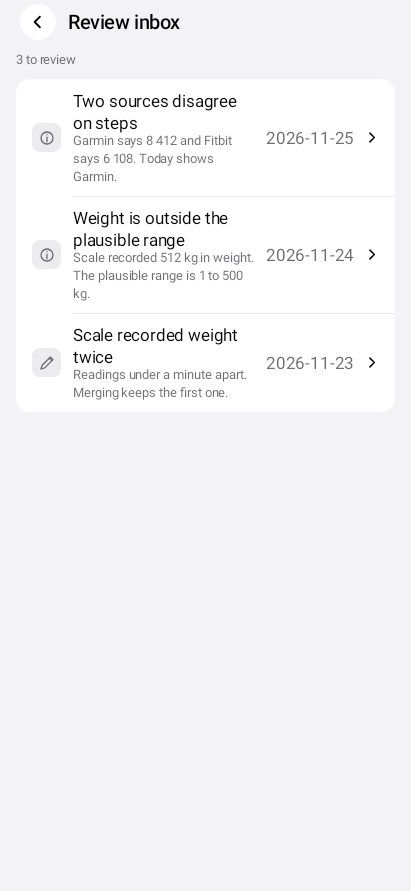 Review inbox
3 to review
Two sources disagree
on steps
Garmin says 8 412 and Fitbit
says 6 108. Today shows
Garmin.
2026-11-25
Weight is outside the
plausible range
Scale recorded 512 kg in weight.
The plausible range is 1 to 500
kg.
2026-11-24
Scale recorded weight
twice
Readings under a minute apart.
Merging keeps the first one.
2026-11-23